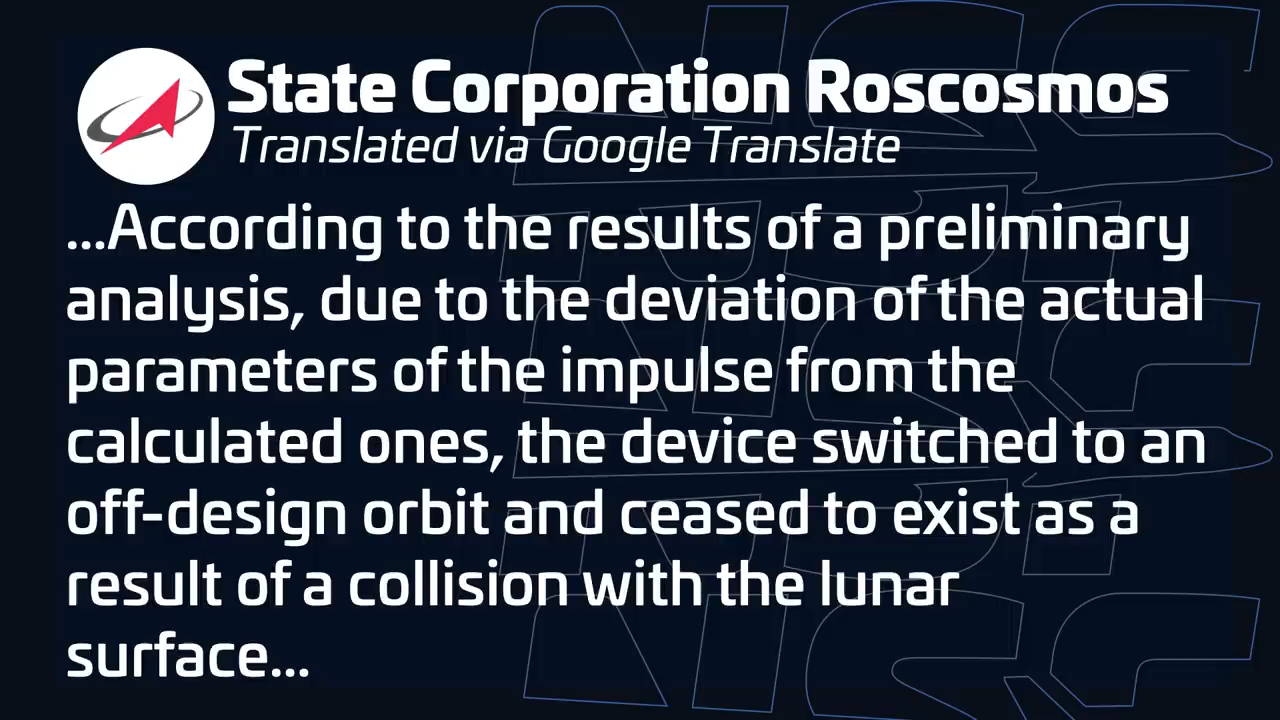 State Corporation Roscosmos
Translated via Google Translate
...According to the results of a preliminary
analysis, due to the deviation of the actual
parameters of the impulse from the
calculated ones, the device switched to an
off-design orbit and ceased to exist as a
result of a collision with the lunar
surface...